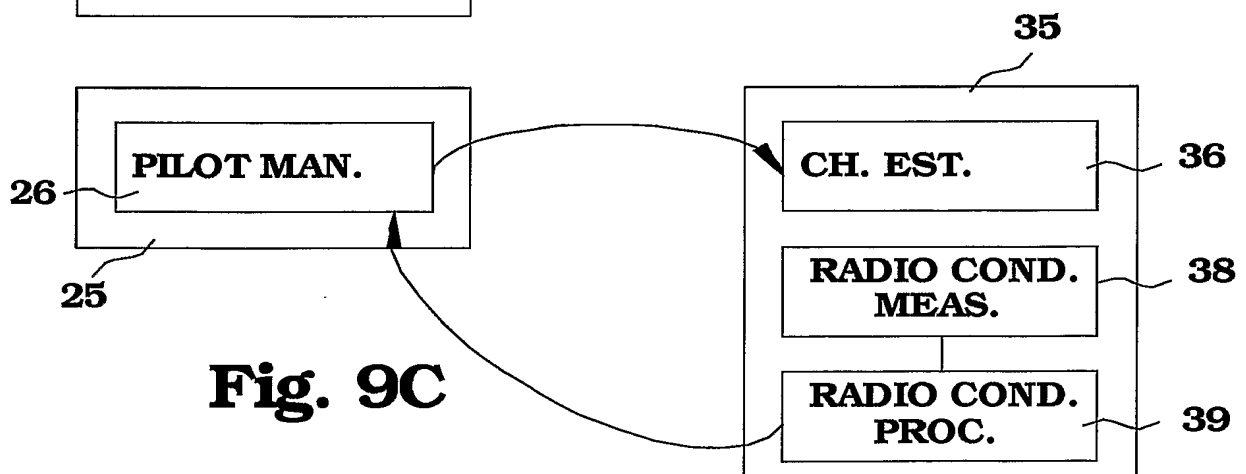 35
PILOT MAN.
CH. EST.
36
26
RADIO COND.
MEAS.
38
25
Fig. 9C
RADIO COND.
PROC.
39